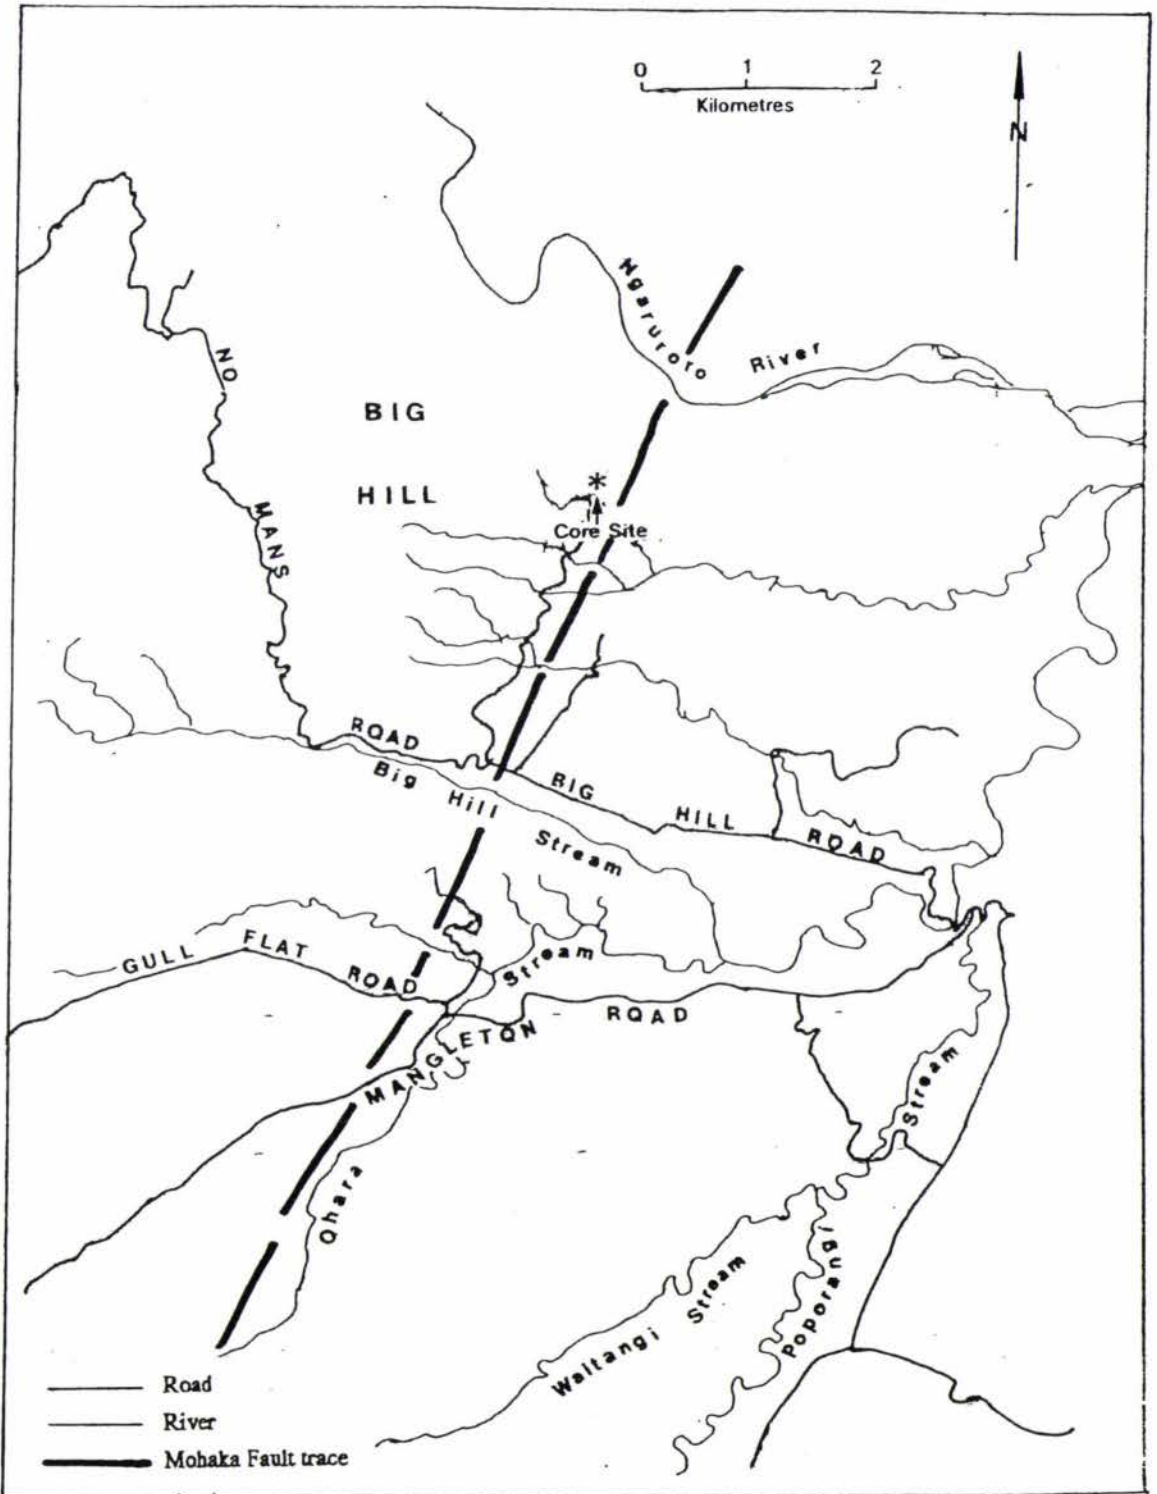 0 1 2
Kilometres
N
Ngaruroro River
NO MANS ROAD
BIG
HILL
*
Core Site
Big Hill Stream
BIG HILL ROAD
GULL FLAT ROAD
Ohara Stream
MANGLETON ROAD
Waitangi Stream
Poporangi Stream
Road
River
Mohaka Fault trace